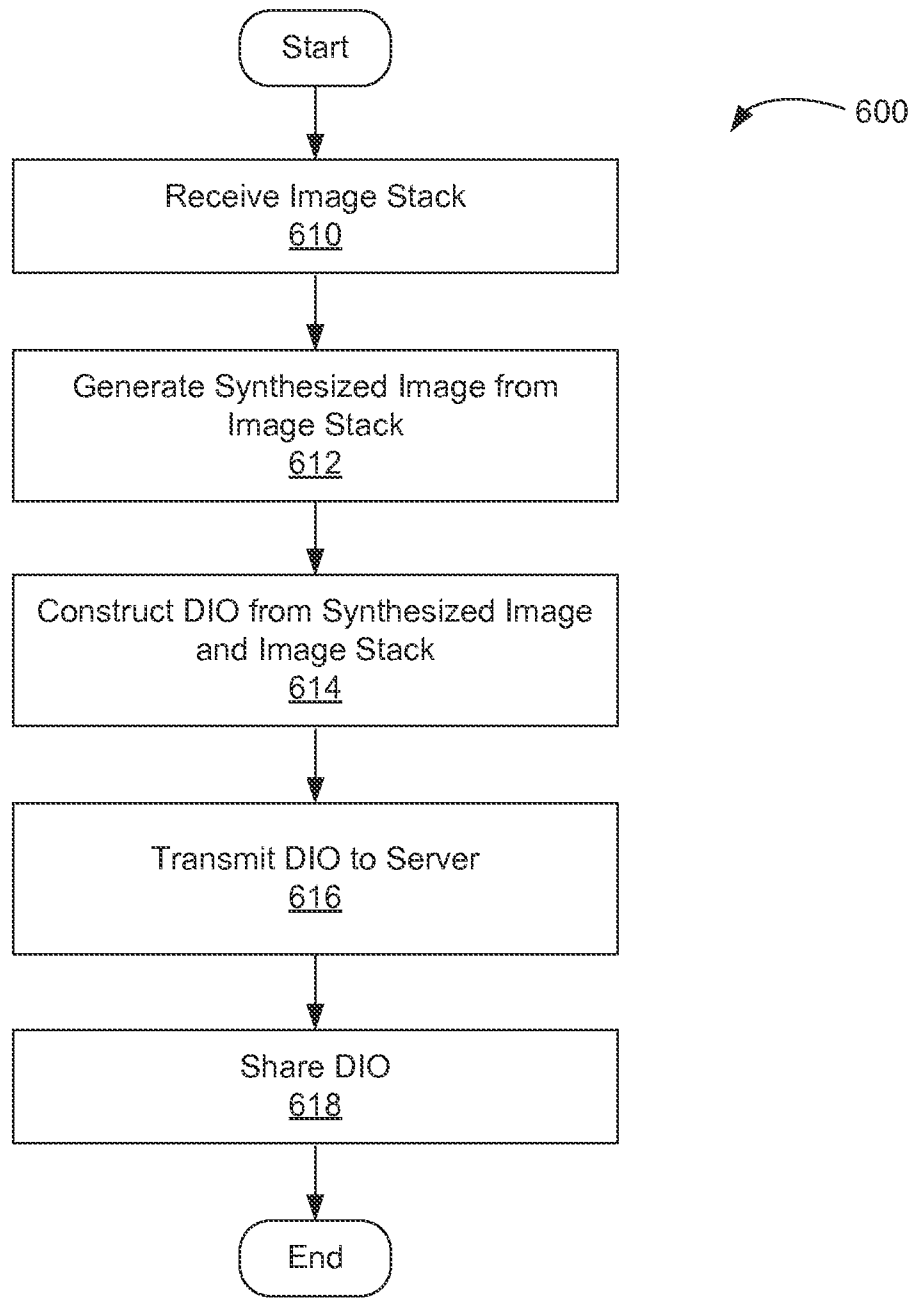 Start
600
Receive Image Stack
610
Generate Synthesized Image from
Image Stack
612
Construct DIO from Synthesized Image
and Image Stack
614
Transmit DIO to Server
616
Share DIO
618
End